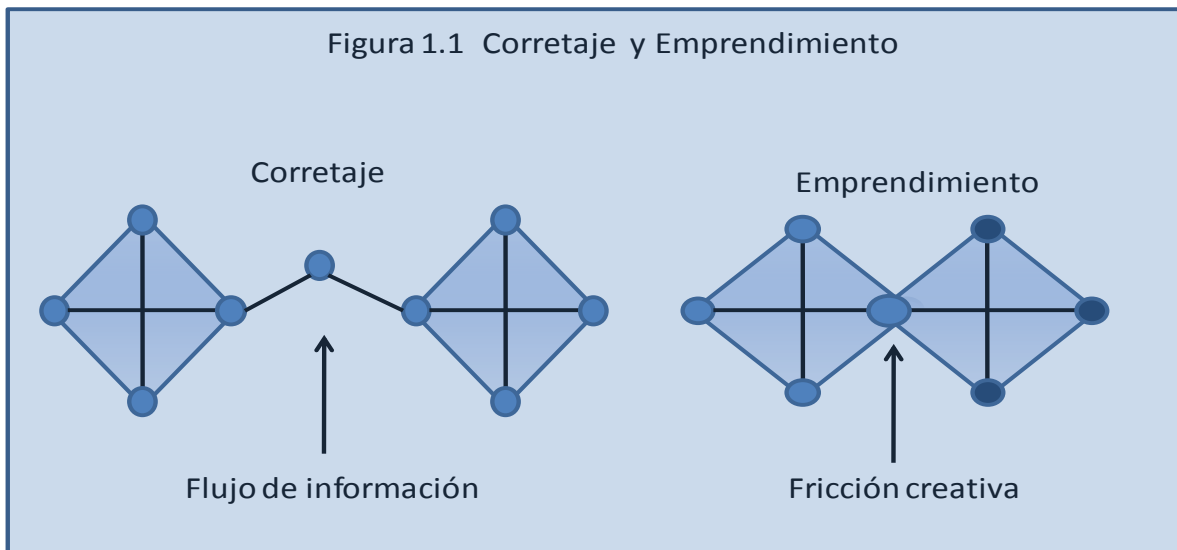 Figura 1.1 Corretaje y Emprendimiento
Corretaje
Emprendimiento
Flujo de información
Fricción creativa